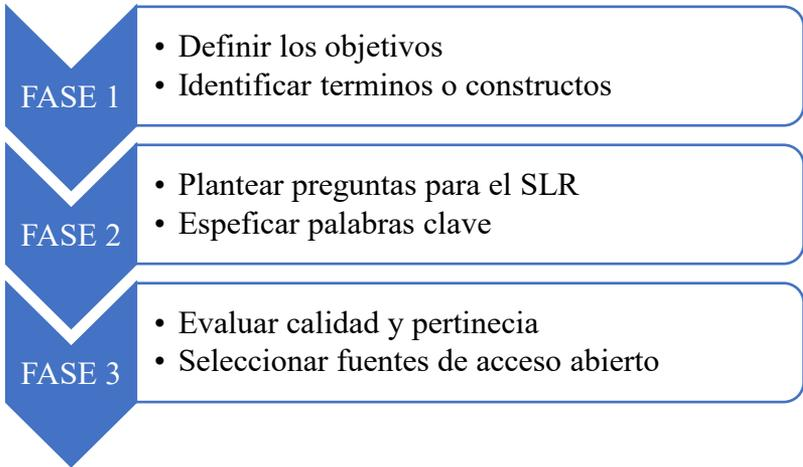 FASE 1
• Definir los objetivos
• Identificar terminos o constructos
FASE 2
• Plantear preguntas para el SLR
• Espeficar palabras clave
FASE 3
• Evaluar calidad y pertinecia
• Seleccionar fuentes de acceso abierto